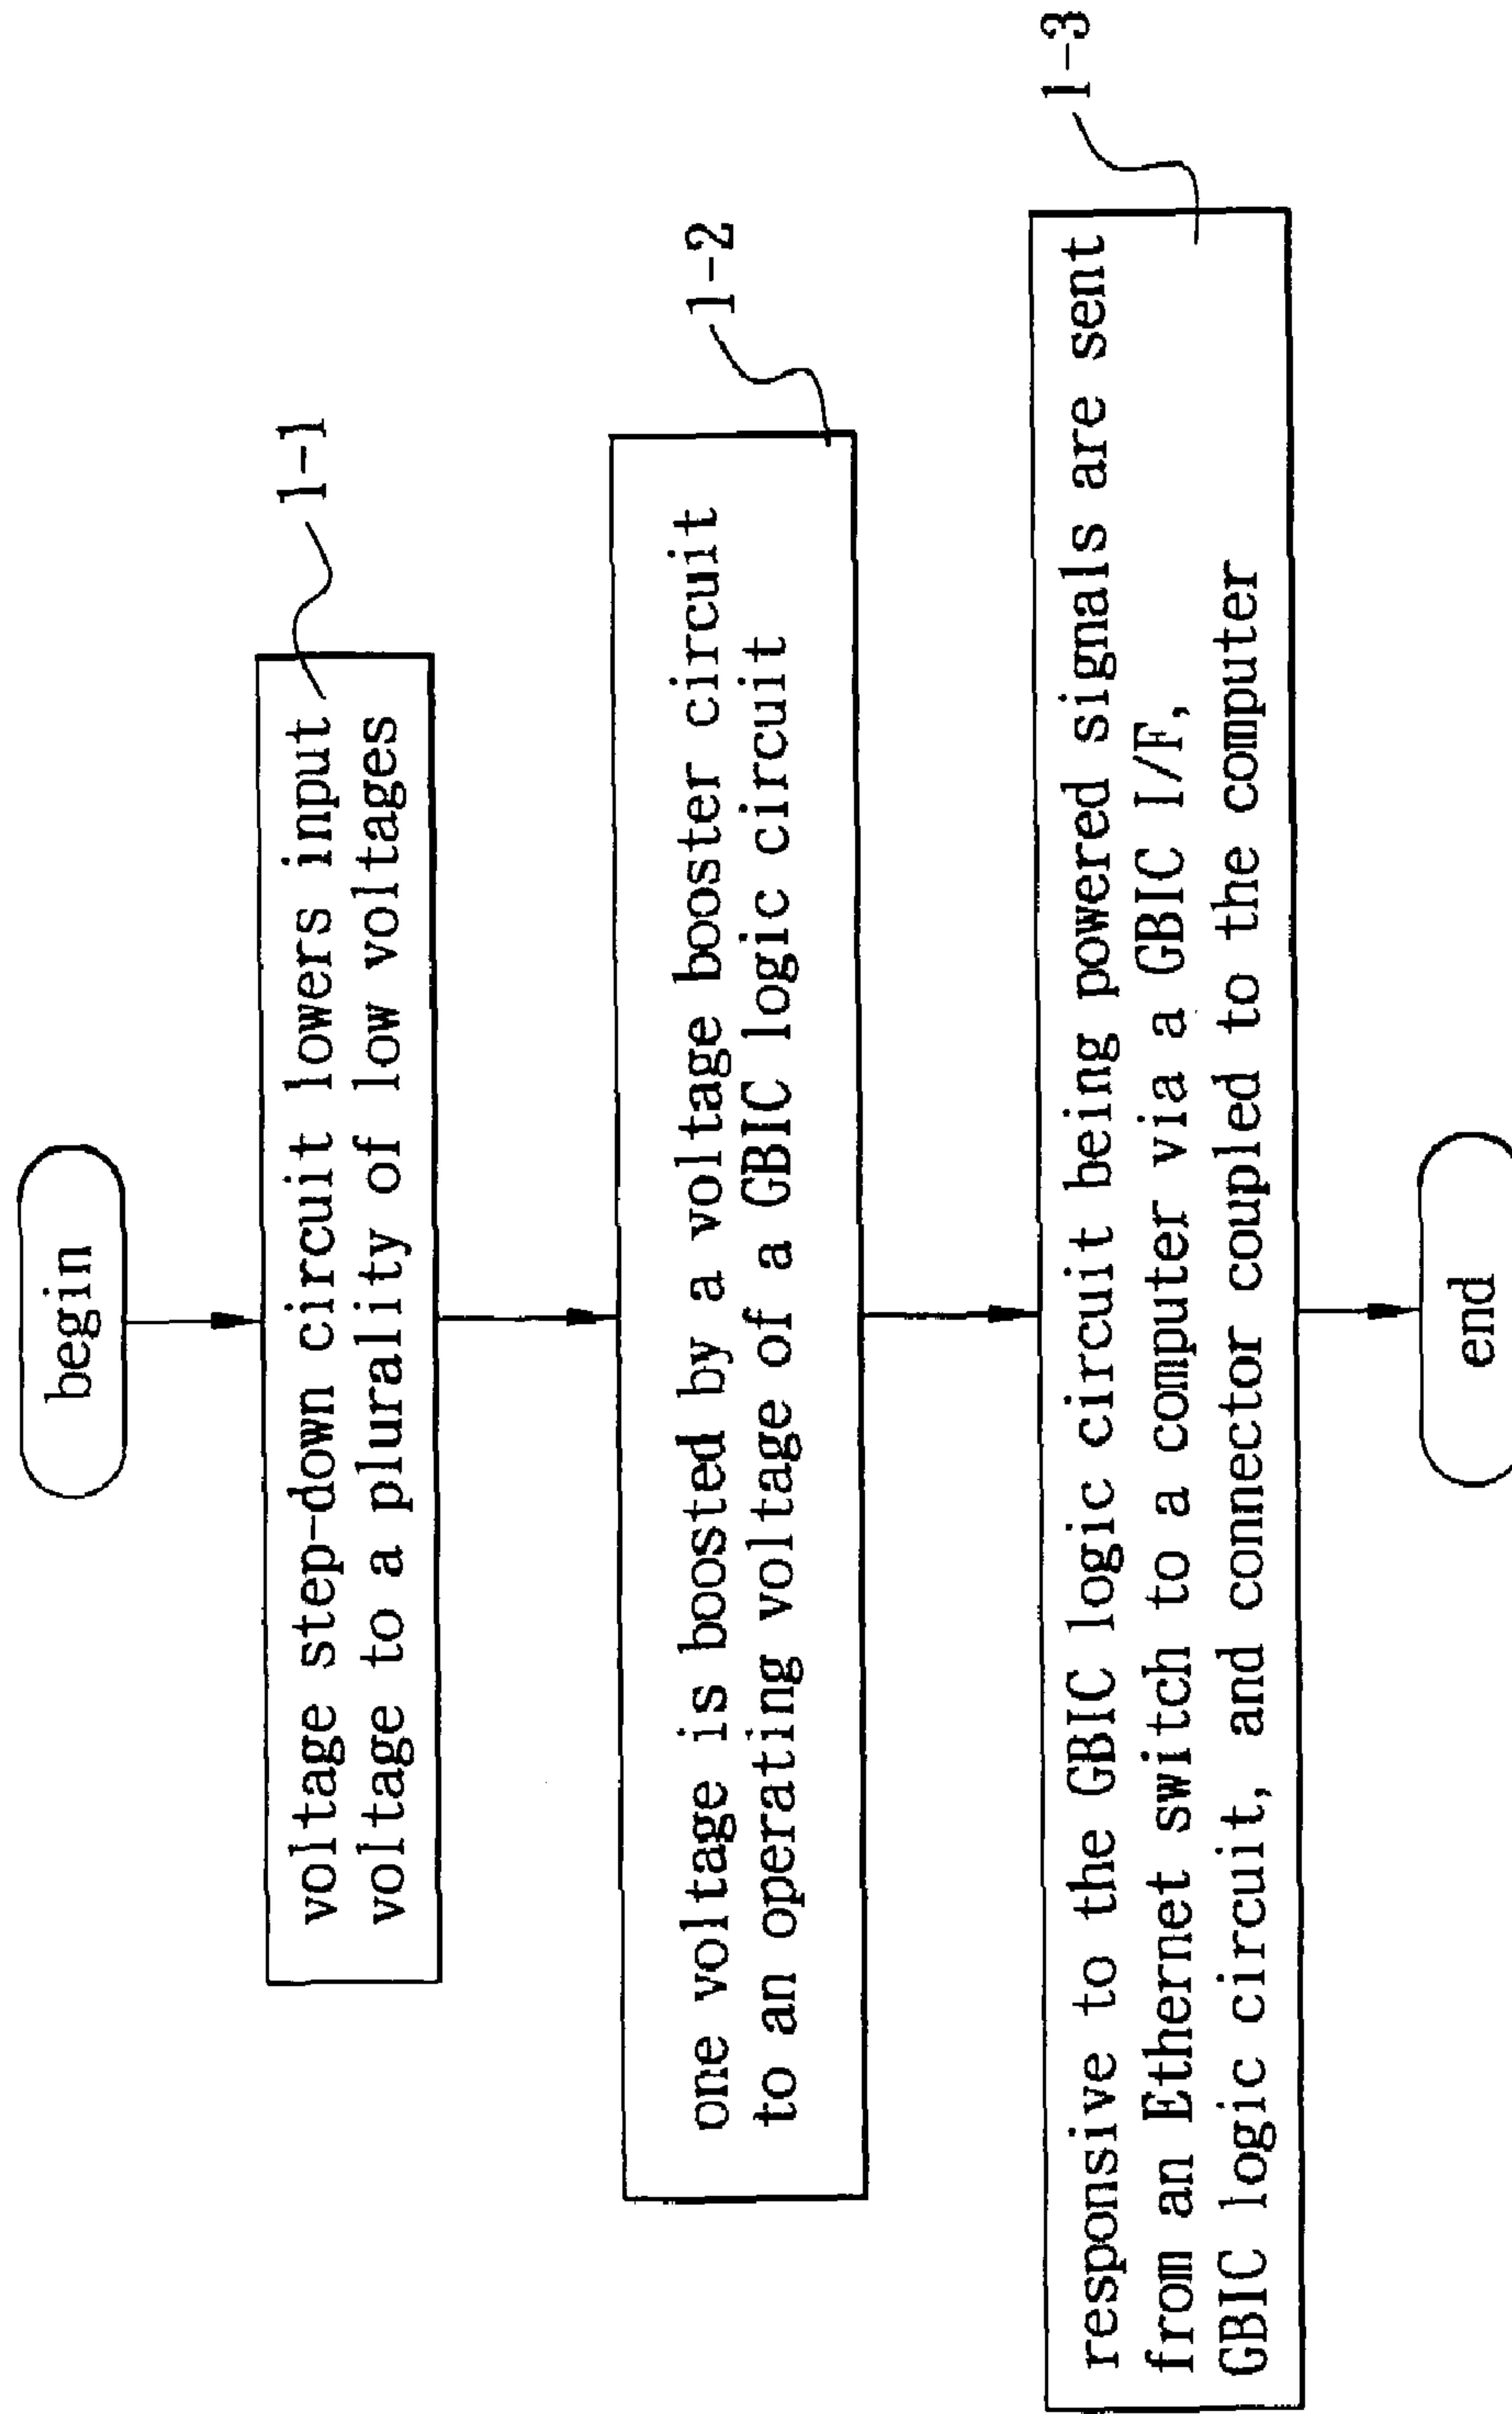 begin
voltage step-down circuit lowers input
voltage to a plurality of low voltages
1-1
one voltage is boosted by a voltage booster circuit
to an operating voltage of a GBIC logic circuit
1-2
responsive to the GBIC logic circuit being powered signals are sent
from an Ethernet switch to a computer via a GBIC I/F,
GBIC logic circuit, and connector coupled to the computer
1-3
end